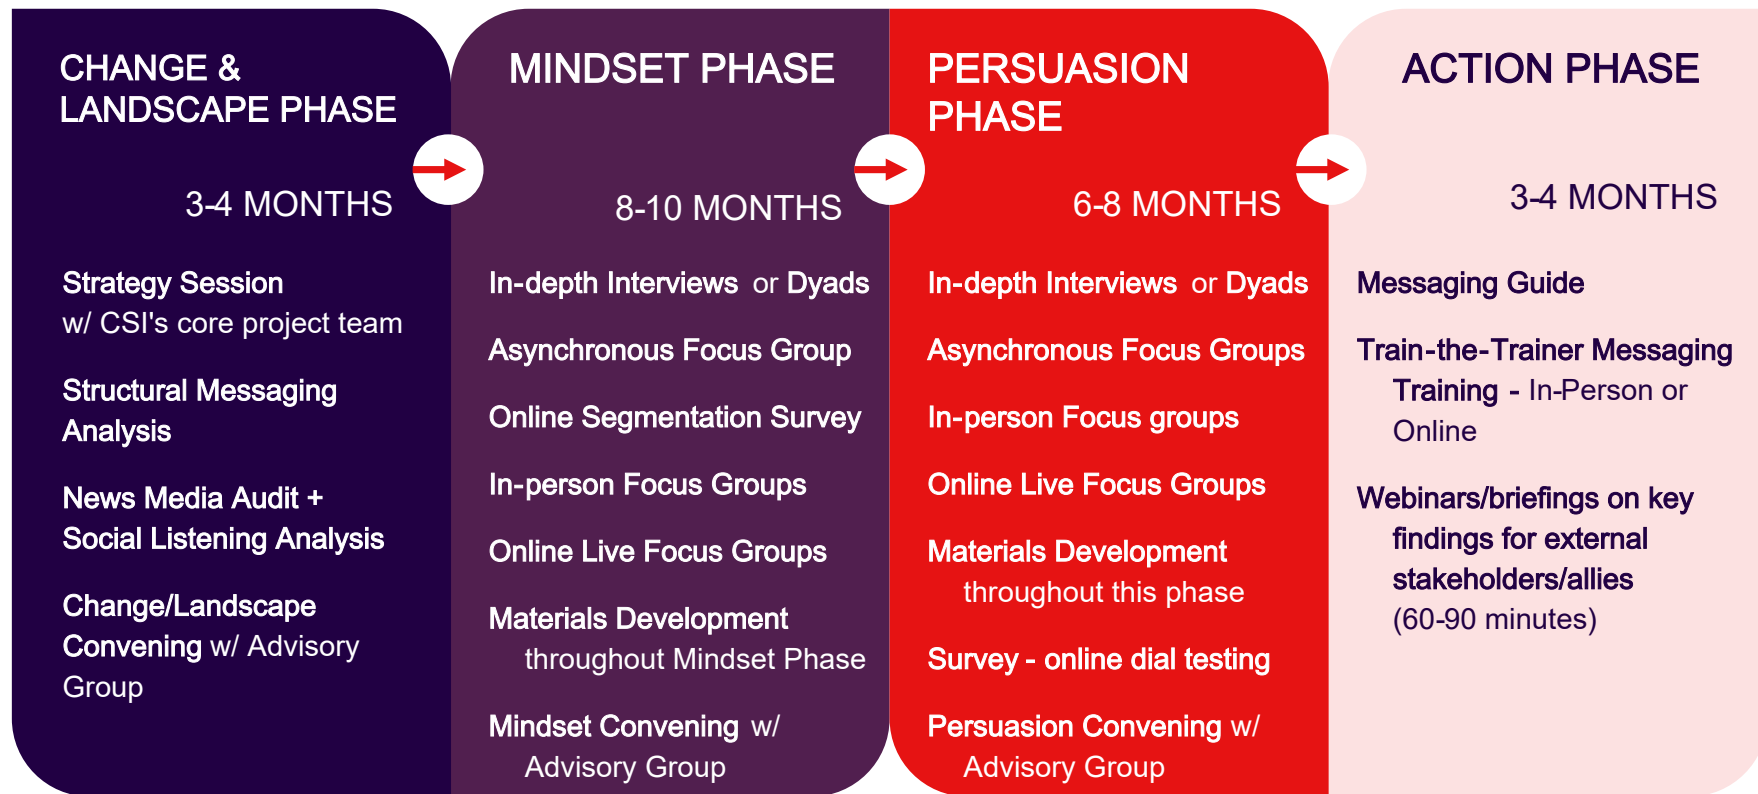 CHANGE &
LANDSCAPE PHASE
3-4 MONTHS
Strategy Session
w/ CSI's core project team
Structural Messaging
Analysis
News Media Audit +
Social Listening Analysis
Change/Landscape
Convening w/ Advisory
Group
MINDSET PHASE
8-10 MONTHS
In-depth Interviews or Dyads
Asynchronous Focus Group
Online Segmentation Survey
In-person Focus Groups
Online Live Focus Groups
Materials Development
throughout Mindset Phase
Mindset Convening w/
Advisory Group
PERSUASION
PHASE
6-8 MONTHS
In-depth Interviews or Dyads
Asynchronous Focus Groups
In-person Focus groups
Online Live Focus Groups
Materials Development
throughout this phase
Survey - online dial testing
Persuasion Convening w/
Advisory Group
ACTION PHASE
3-4 MONTHS
Messaging Guide
Train-the-Trainer Messaging
Training - In-Person or
Online
Webinars/briefings on key
findings for external
stakeholders/allies
(60-90 minutes)